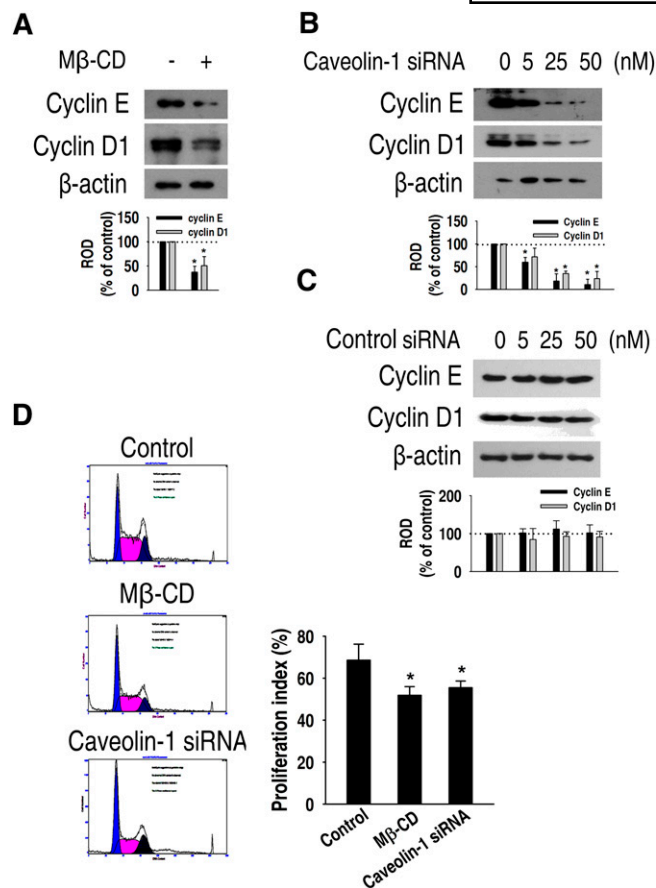 A
Mβ-CD - +
Cyclin E
Cyclin D1
β-actin
ROD
(% of control)
150
100
50
0
cyclin E
cyclin D1
* *
B
Caveolin-1 siRNA 0 5 25 50 (nM)
Cyclin E
Cyclin D1
β-actin
ROD
(% of control)
150
100
50
0
Cyclin E
Cyclin D1
* * * * *
C
Control siRNA 0 5 25 50 (nM)
Cyclin E
Cyclin D1
β-actin
ROD
(% of control)
200
100
0
Cyclin E
Cyclin D1
D
Control
Mβ-CD
Caveolin-1 siRNA
Proliferation index (%)
80
60
40
20
0
* *
Control
Mβ-CD
Caveolin-1 siRNA